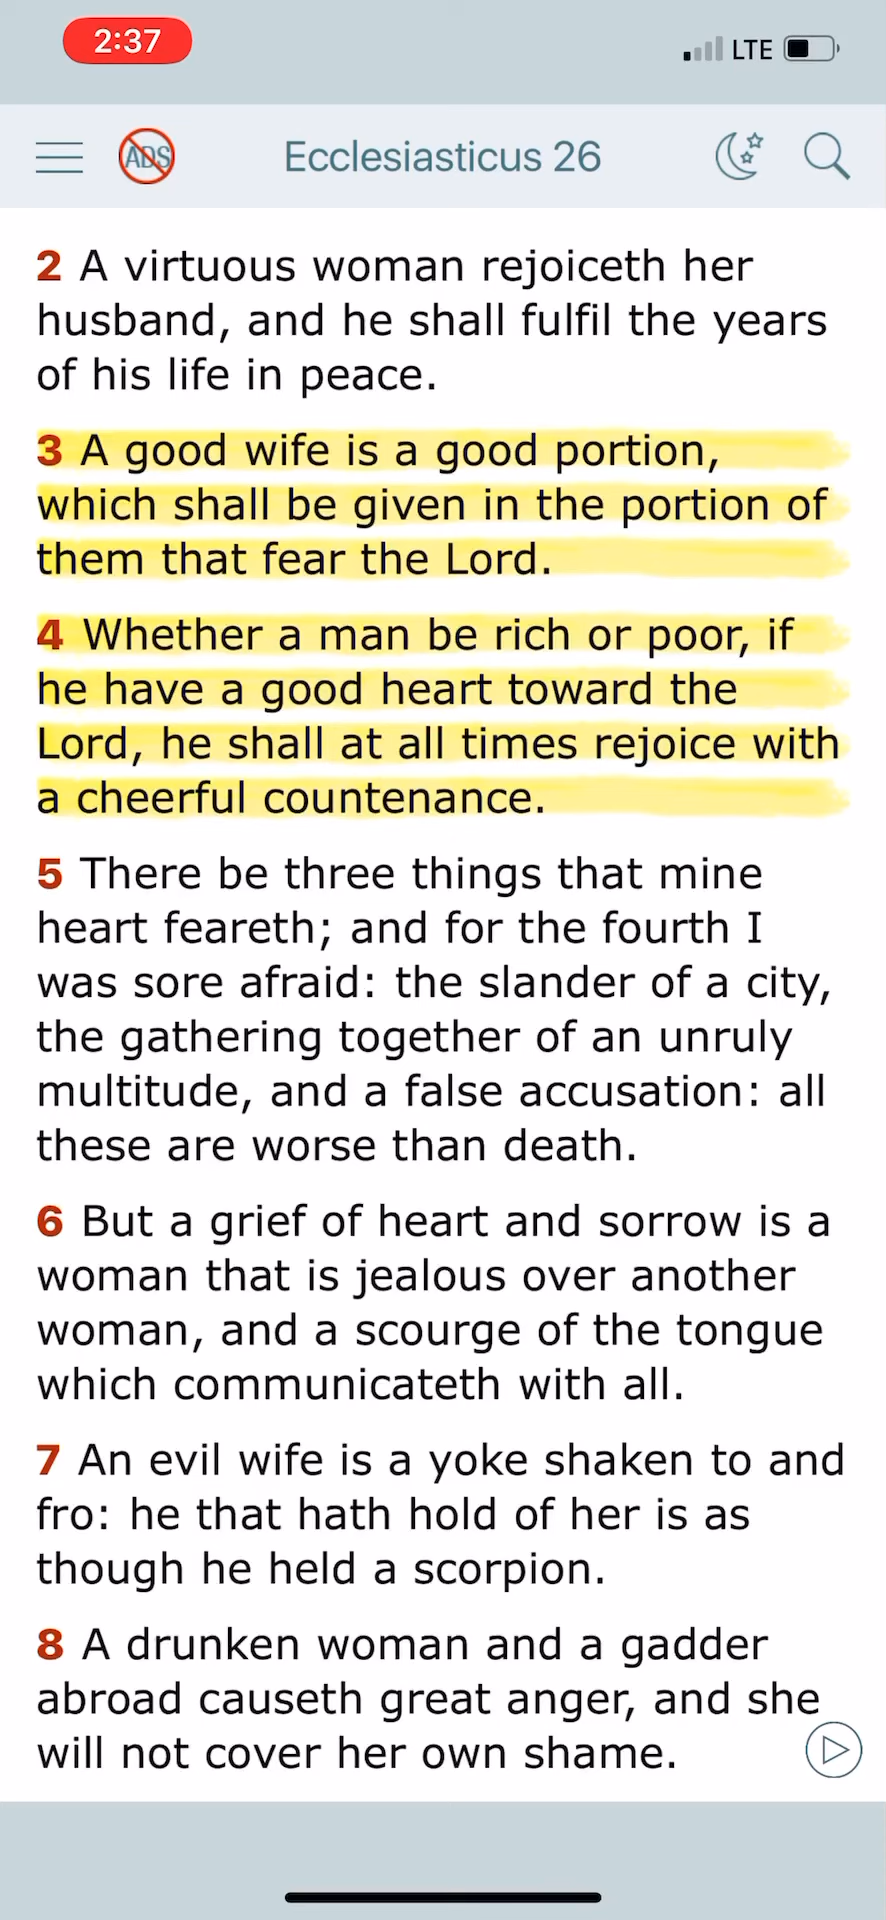 2:37
LTE
ADS
Ecclesiasticus 26
2 A virtuous woman rejoiceth her
husband, and he shall fulfil the years
of his life in peace.
3 A good wife is a good portion,
which shall be given in the portion of
them that fear the Lord.
4 Whether a man be rich or poor, if
he have a good heart toward the
Lord, he shall at all times rejoice with
a cheerful countenance.
5 There be three things that mine
heart feareth; and for the fourth I
was sore afraid: the slander of a city,
the gathering together of an unruly
multitude, and a false accusation: all
these are worse than death.
6 But a grief of heart and sorrow is a
woman that is jealous over another
woman, and a scourge of the tongue
which communicateth with all.
7 An evil wife is a yoke shaken to and
fro: he that hath hold of her is as
though he held a scorpion.
8 A drunken woman and a gadder
abroad causeth great anger, and she
will not cover her own shame.